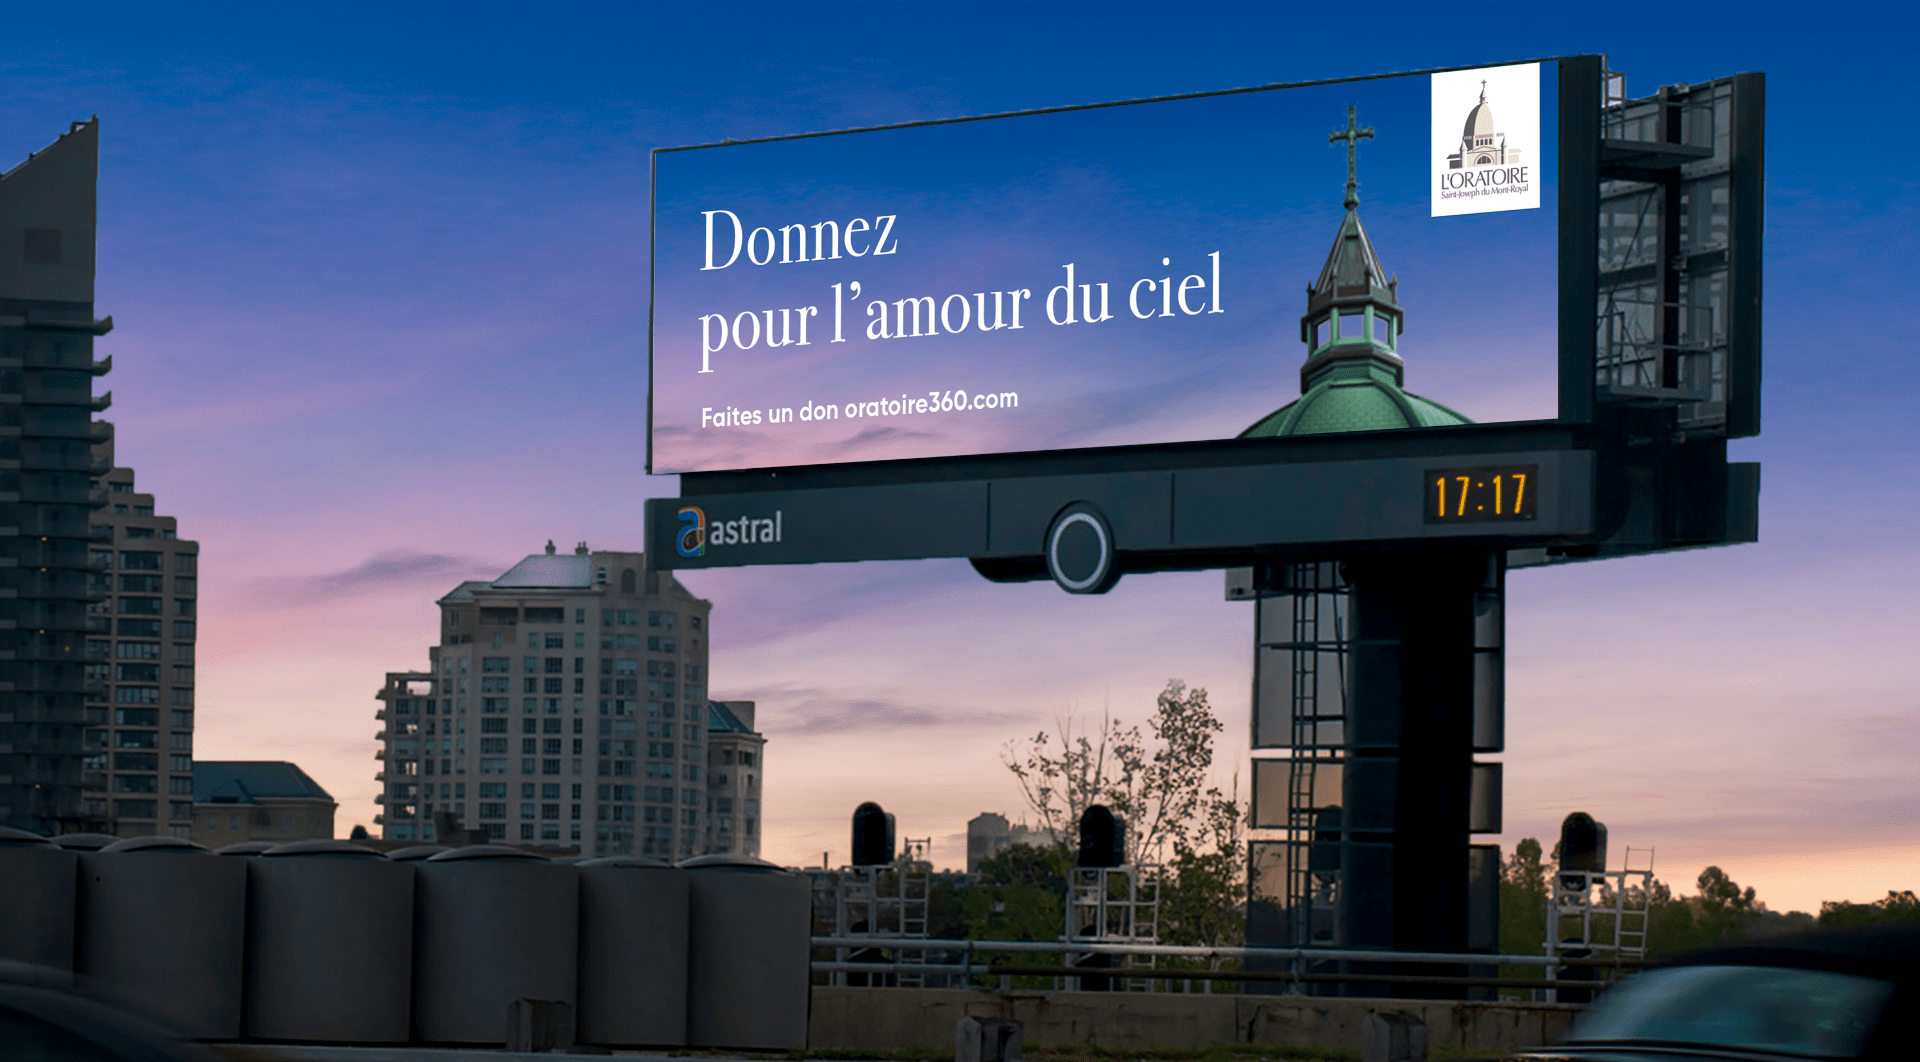 Donnez
pour l’amour du ciel
Faites un don oratoire360.com
L'ORATOIRE
Saint-Joseph du Mont-Royal
astral
17:17